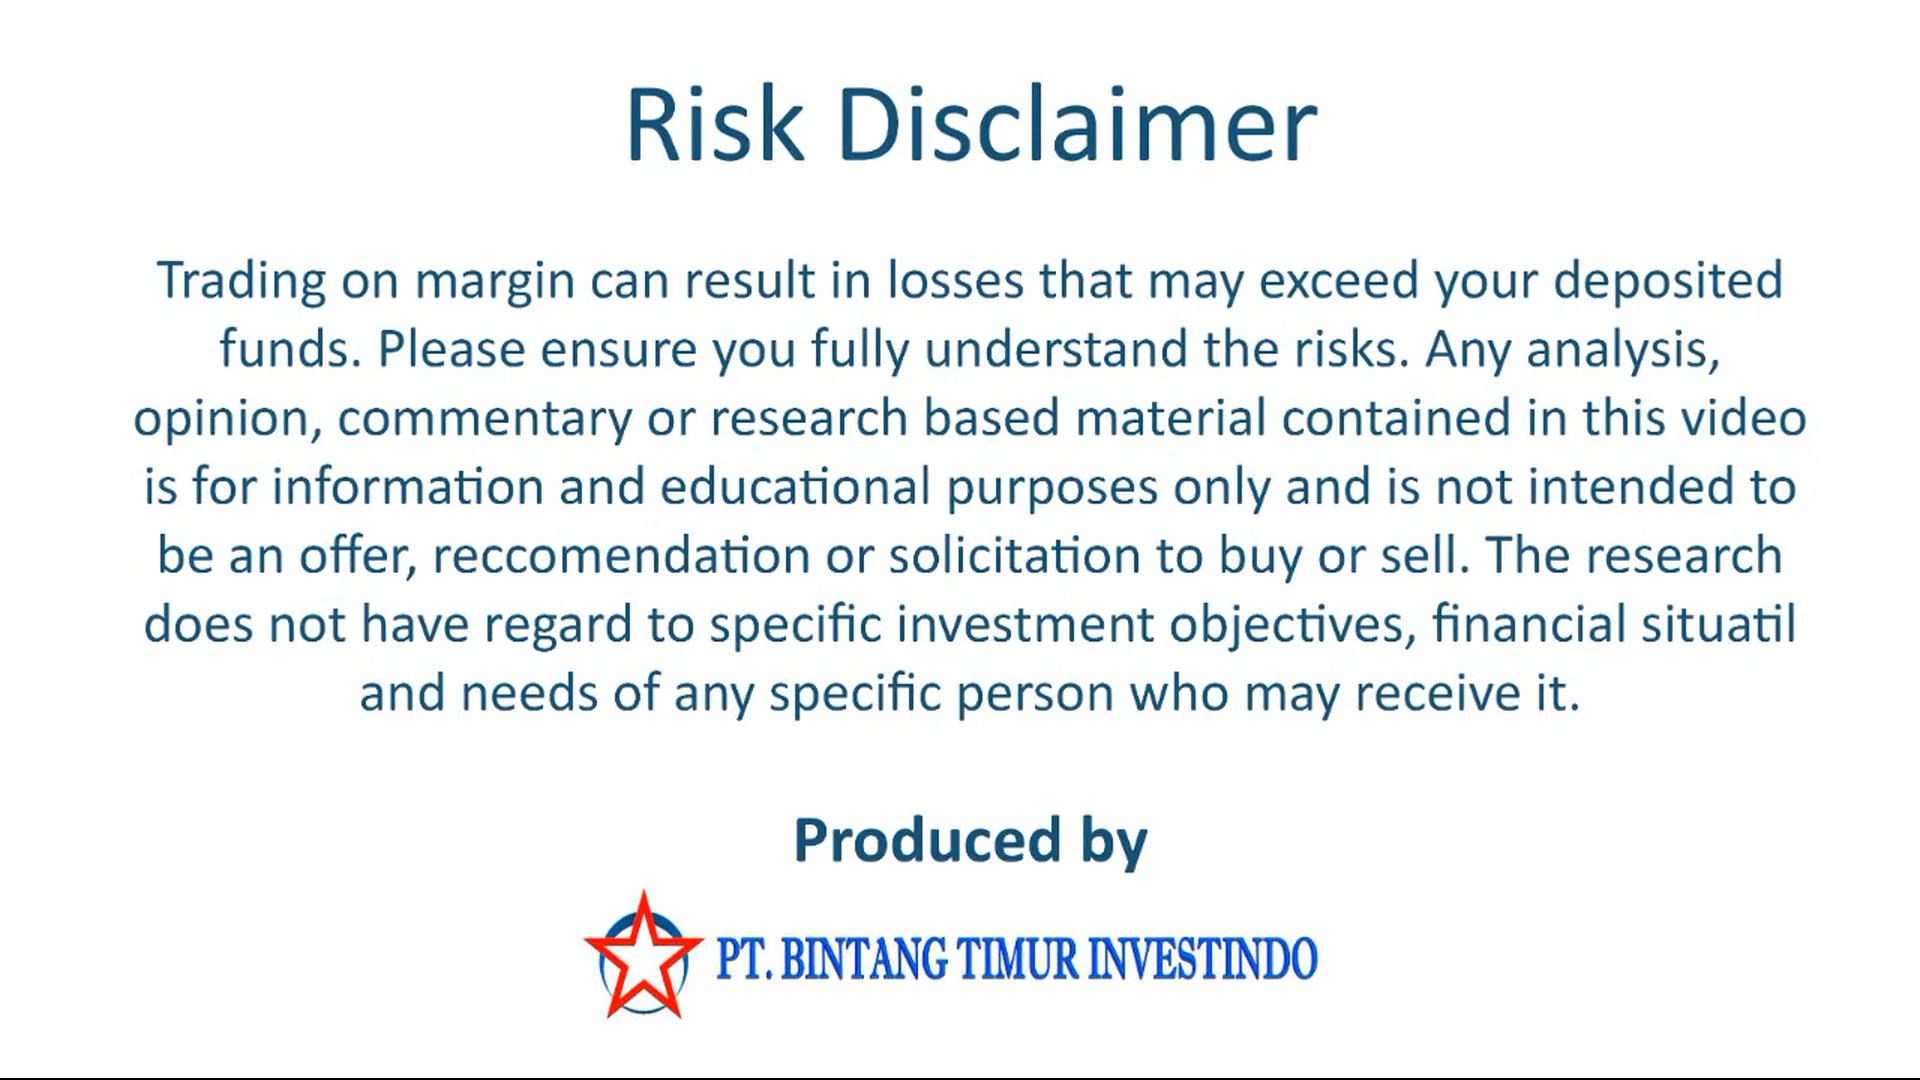 Risk Disclaimer
Trading on margin can result in losses that may exceed your deposited
funds. Please ensure you fully understand the risks. Any analysis,
opinion, commentary or research based material contained in this video
is for information and educational purposes only and is not intended to
be an offer, reccomendation or solicitation to buy or sell. The research
does not have regard to specific investment objectives, financial situatil
and needs of any specific person who may receive it.
Produced by
PT. BINTANG TIMUR INVESTINDO